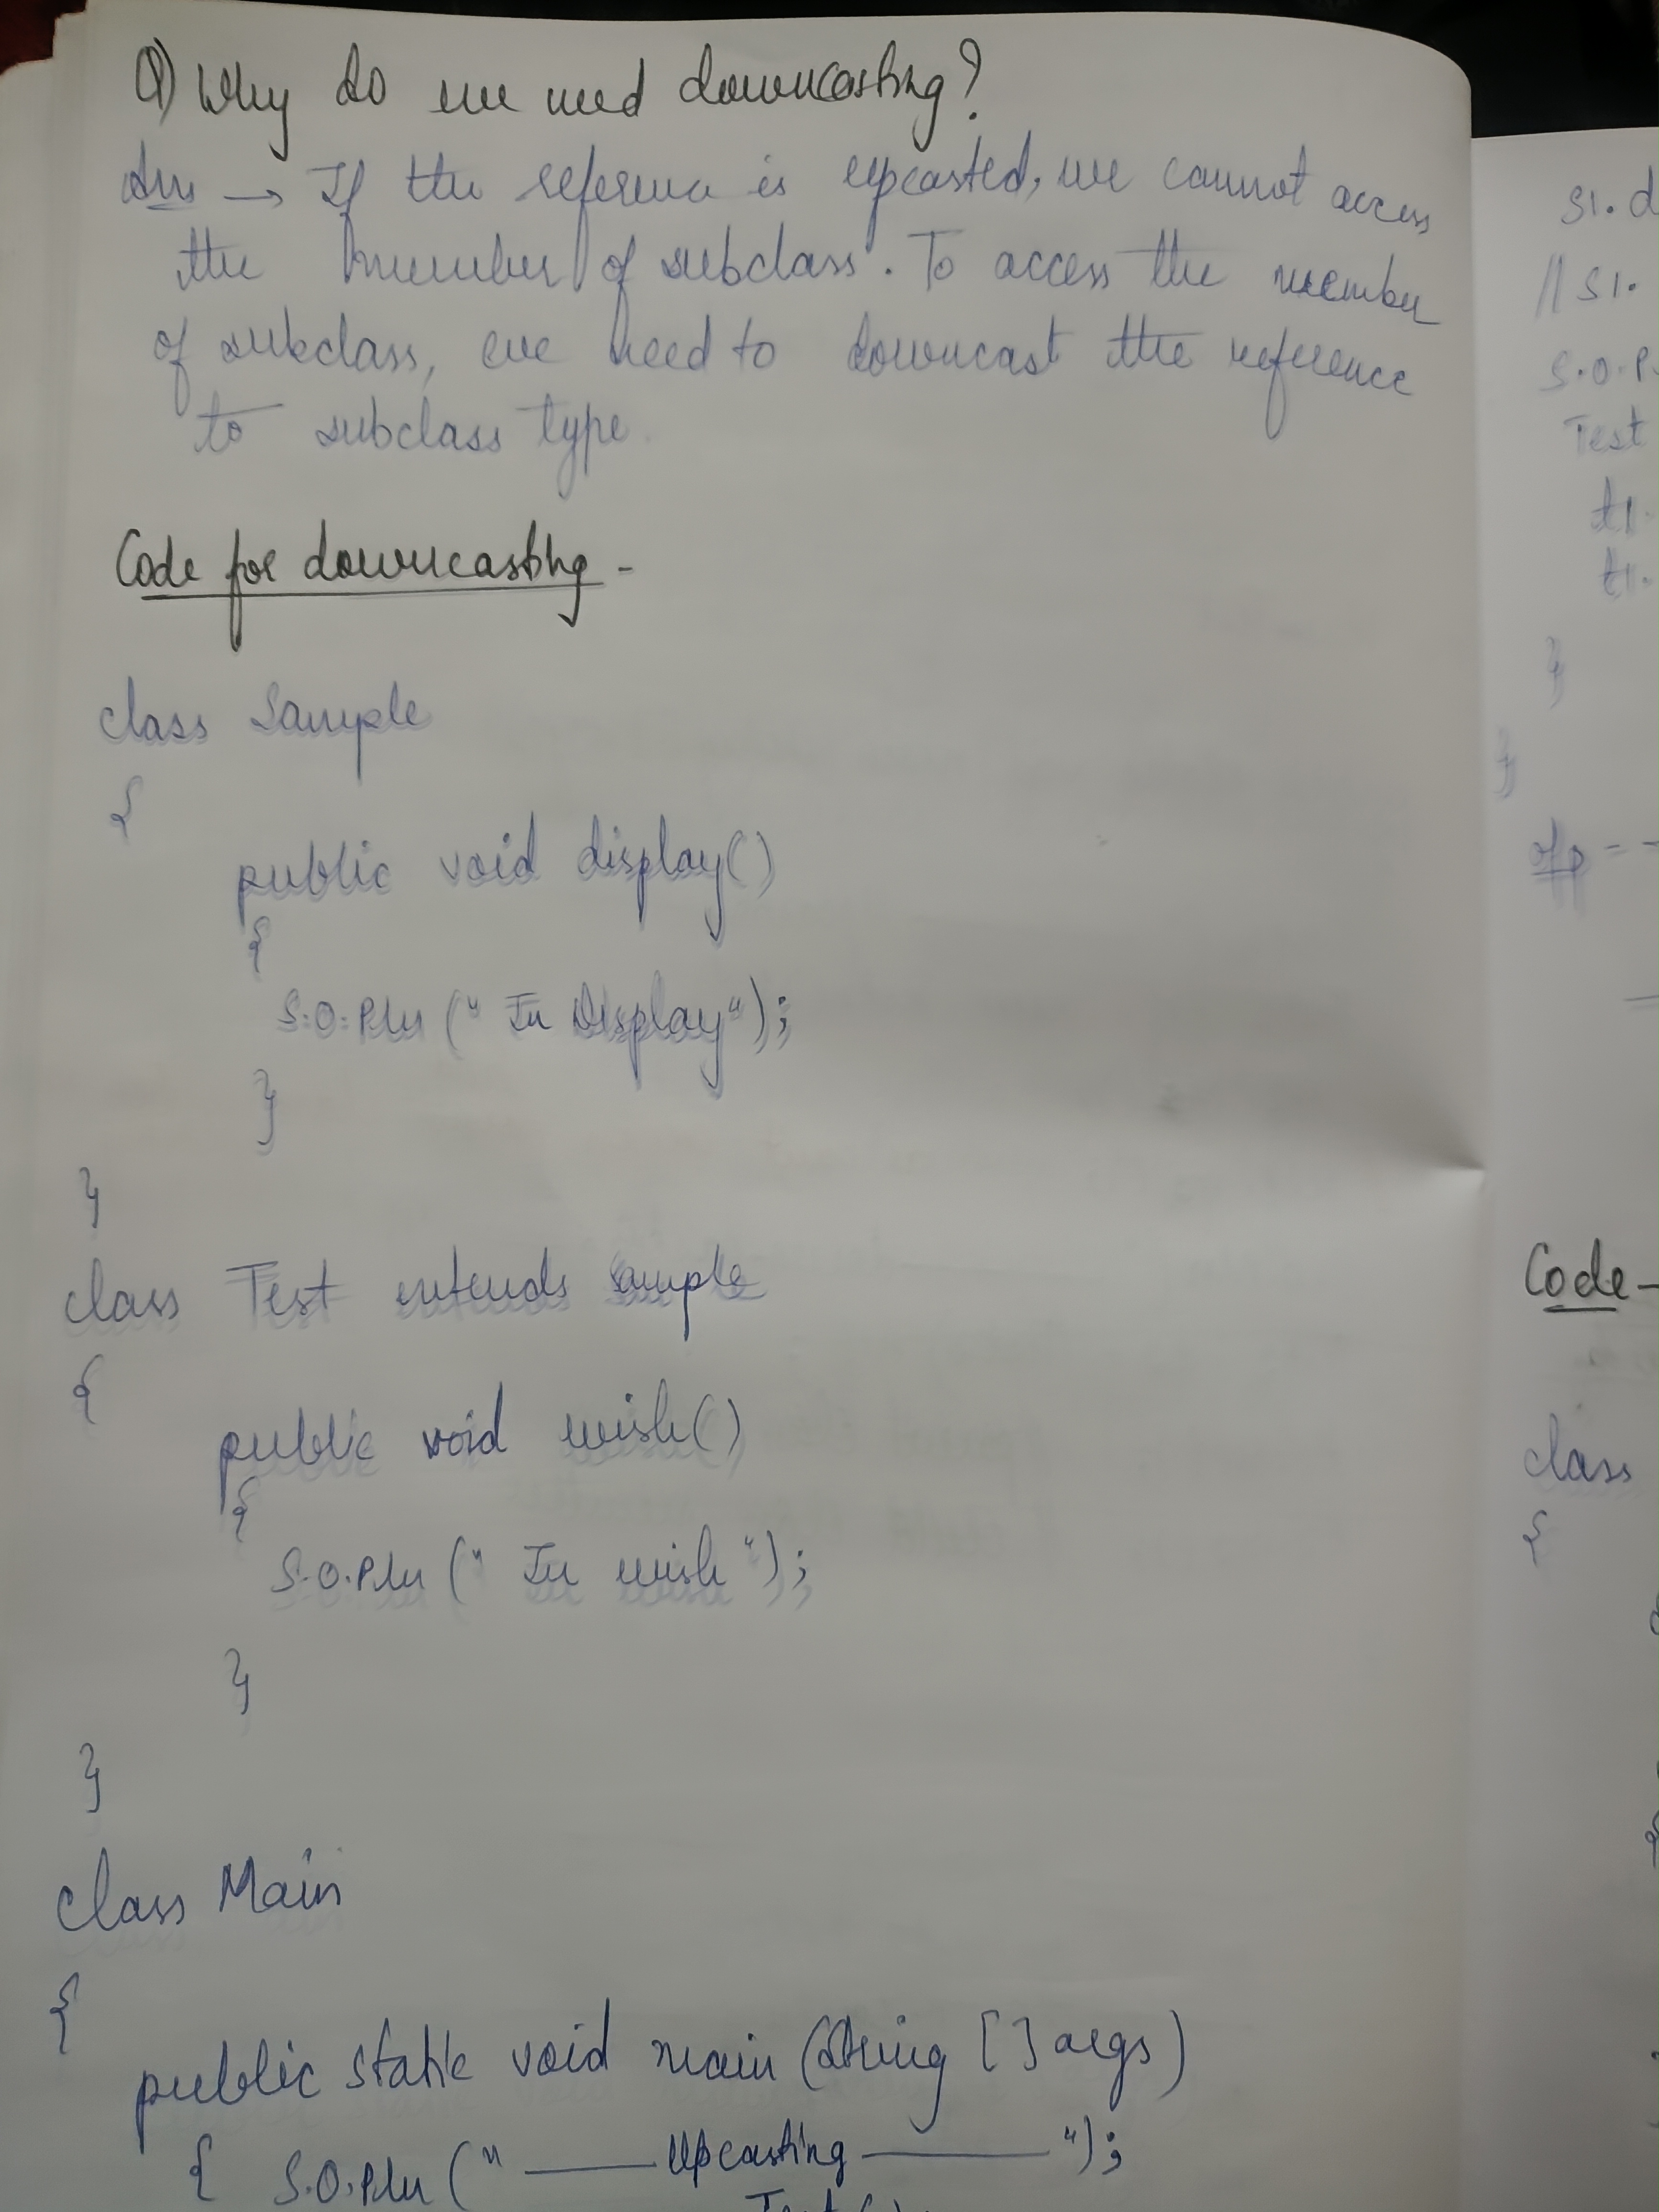 Q) Why do we need downcasting?
Ans → If the reference is upcasted, we cannot access
the member of subclass. To access the member
of subclass, we need to downcast the reference
to subclass type.
Code for downcasting -
class Sample
{
public void display()
{
S.O.Pln (" In Display");
}
}
class Test extends sample
{
public void wish()
{
S.O.Pln (" In wish ");
}
}
class Main
{
public static void main (String [ ] args)
{ S.O.Pln (" —— Upcasting —— ");
Test();
s1.d
// s1.
S.O.P
Test
t1.
t1.
}
}
o/p = -
Code -
class
{